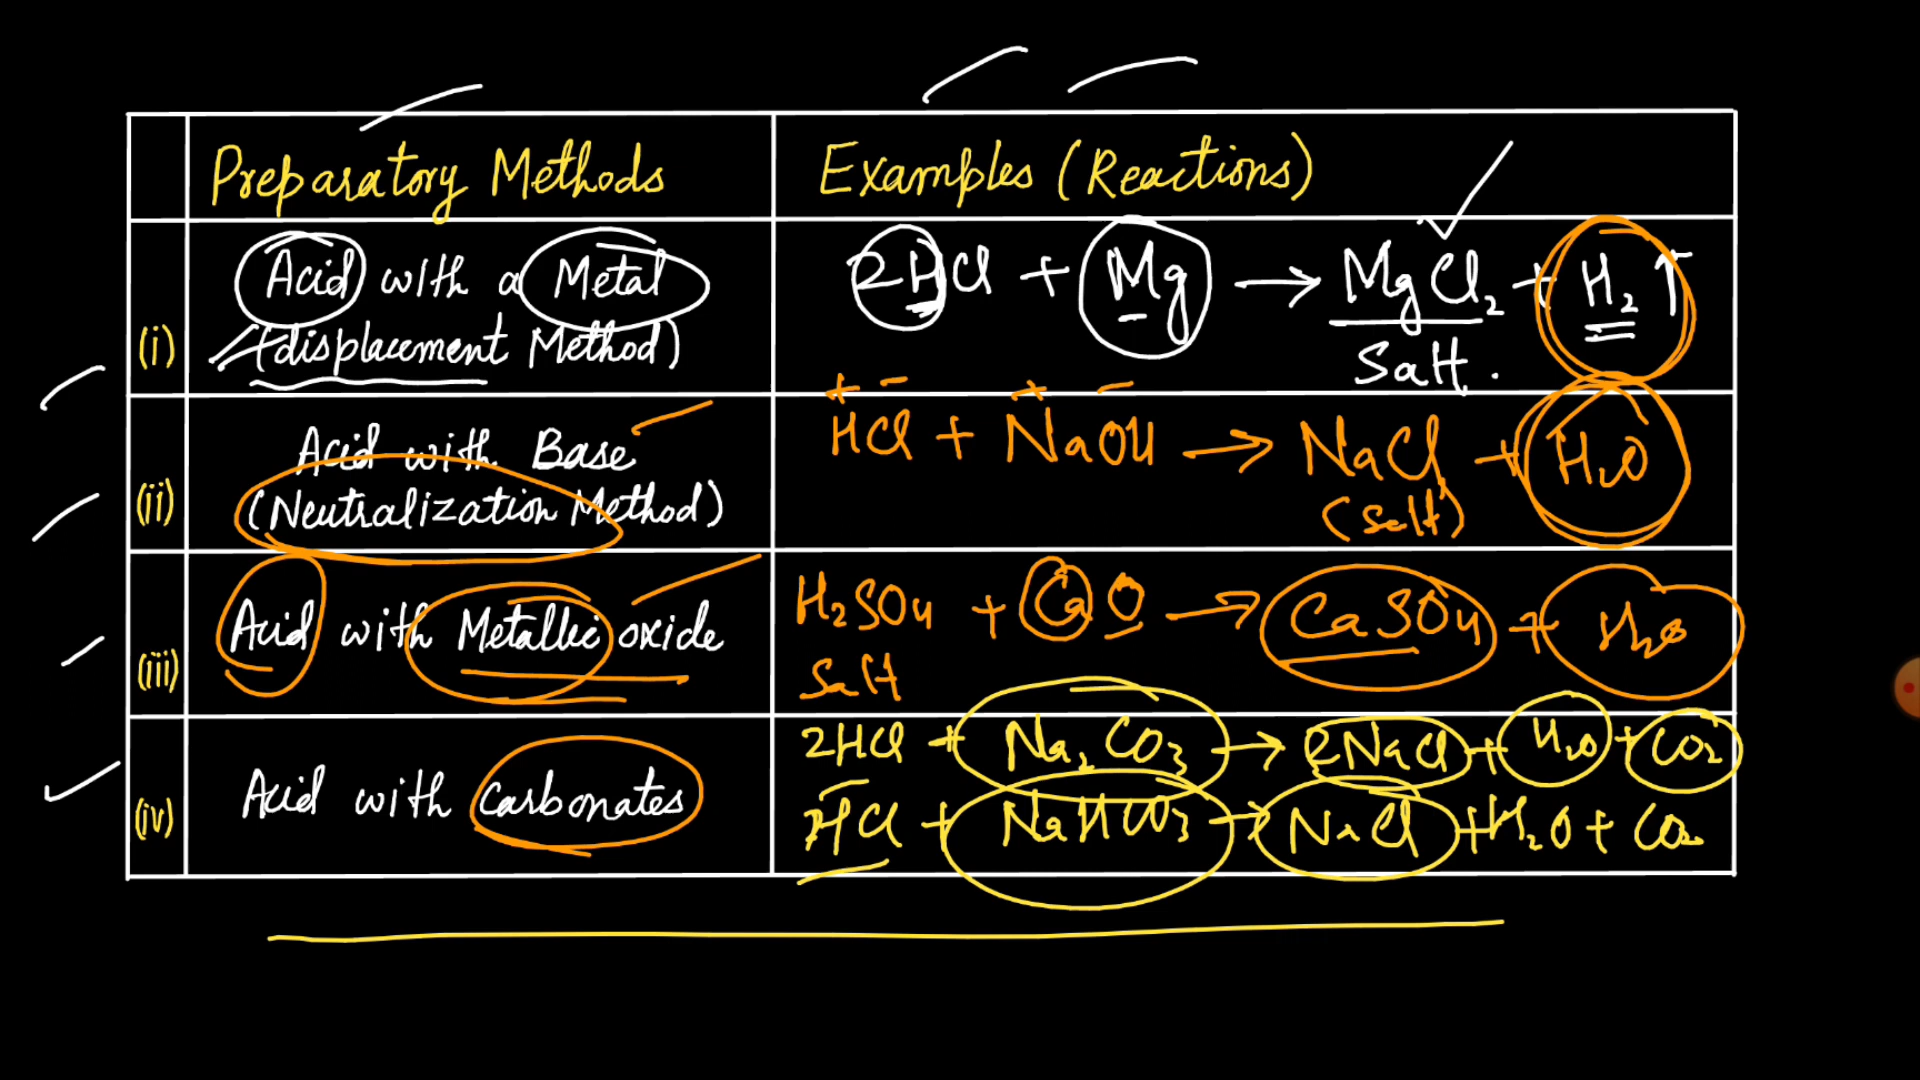 Preparatory Methods
Examples (Reactions)
(i)
Acid with a Metal
(displacement Method)
2HCl + Mg → MgCl₂ + H₂ ↑
Salt.
(ii)
Acid with Base
(Neutralization Method)
+ - + -
HCl + NaOH → NaCl + H₂O
(Salt)
(iii)
Acid with Metallic oxide
H₂SO₄ + CaO → CaSO₄ + H₂O
Salt
(iv)
Acid with Carbonates
2HCl + Na₂CO₃ → 2NaCl + H₂O + CO₂
HCl + NaHCO₃ → NaCl + H₂O + CO₂